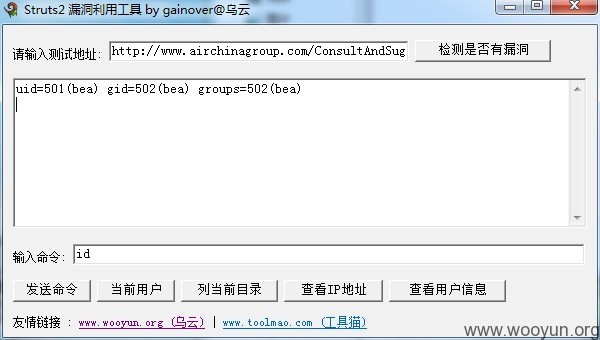 Struts2 漏洞利用工具 by gainover@乌云
请输入测试地址: http://www.airchinagroup.com/ConsultAndSug 检测是否有漏洞
uid=501(bea) gid=502(bea) groups=502(bea)
输入命令: id
发送命令 当前用户 列当前目录 查看IP地址 查看用户信息
友情链接 : www.wooyun.org (乌云) | www.toolmao.com (工具猫)
www.wooyun.org